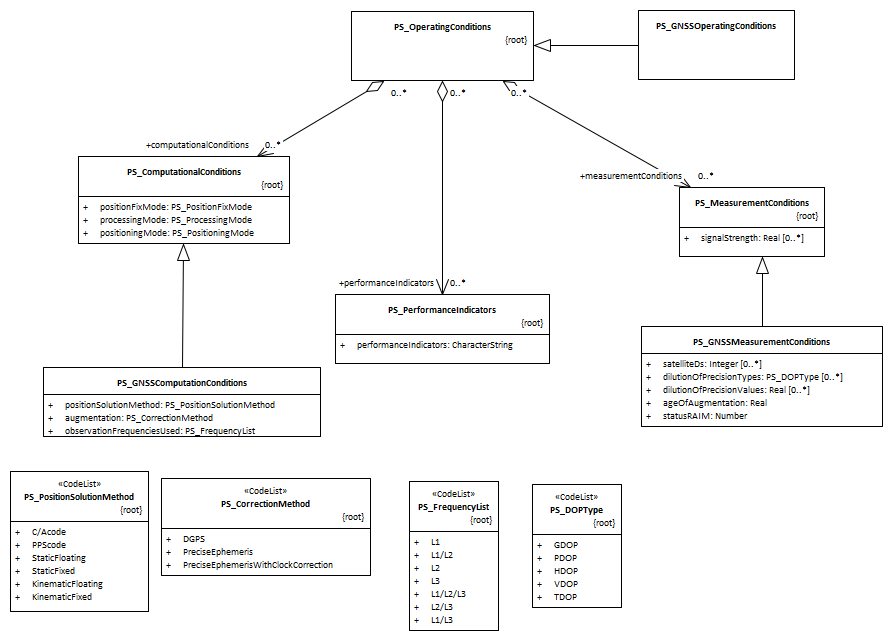 PS_OperatingConditions
{root}
PS_GNSSOperatingConditions
0..*
0..*
0..*
+computationalConditions
0..*
PS_ComputationalConditions
{root}
+ positionFixMode: PS_PositionFixMode
+ processingMode: PS_ProcessingMode
+ positioningMode: PS_PositioningMode
+measurementConditions
0..*
PS_MeasurementConditions
{root}
+ signalStrength: Real [0..*]
+performanceIndicators
0..*
PS_PerformanceIndicators
{root}
+ performanceIndicators: CharacterString
PS_GNSSMeasurementConditions
+ satelliteDs: Integer [0..*]
+ dilutionOfPrecisionTypes: PS_DOPType [0..*]
+ dilutionOfPrecisionValues: Real [0..*]
+ ageOfAugmentation: Real
+ statusRAIM: Number
PS_GNSSComputationConditions
+ positionSolutionMethod: PS_PositionSolutionMethod
+ augmentation: PS_CorrectionMethod
+ observationFrequenciesUsed: PS_FrequencyList
«CodeList»
PS_PositionSolutionMethod
{root}
+ C/Acode
+ PPScode
+ StaticFloating
+ StaticFixed
+ KinematicFloating
+ KinematicFixed
«CodeList»
PS_CorrectionMethod
{root}
+ DGPS
+ PreciseEphemeris
+ PreciseEphemerisWithClockCorrection
«CodeList»
PS_FrequencyList
{root}
+ L1
+ L1/L2
+ L2
+ L3
+ L1/L2/L3
+ L2/L3
+ L1/L3
«CodeList»
PS_DOPType
{root}
+ GDOP
+ PDOP
+ HDOP
+ VDOP
+ TDOP